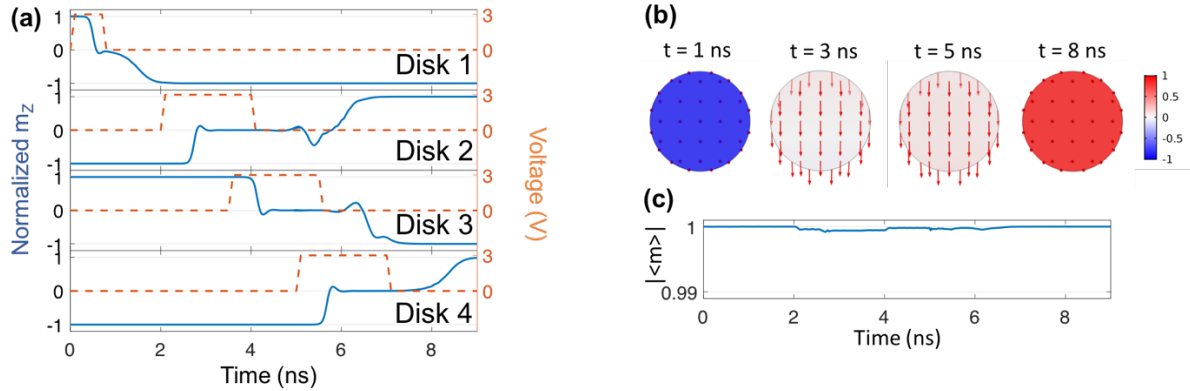 (a)
Normalized mz
Voltage (V)
1
0
-1
3
0
Disk 1
1
0
-1
3
0
Disk 2
1
0
-1
3
0
Disk 3
1
0
-1
3
0
Disk 4
0 2 4 6 8
Time (ns)
(b)
t = 1 ns t = 3 ns t = 5 ns t = 8 ns
1
0.5
0
-0.5
-1
(c)
|<m>|
1
0.99
0 2 4 6 8
Time (ns)